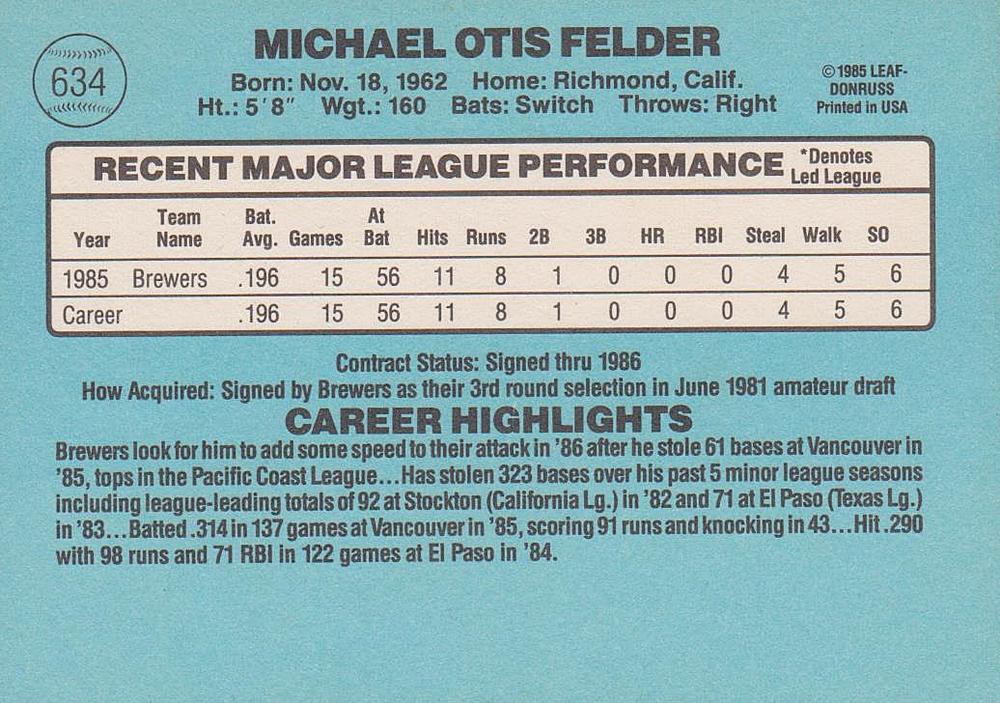 634
MICHAEL OTIS FELDER
Born: Nov. 18, 1962 Home: Richmond, Calif.
Ht.: 5'8" Wgt.: 160 Bats: Switch Throws: Right
©1985 LEAF-
DONRUSS
Printed in USA
RECENT MAJOR LEAGUE PERFORMANCE *Denotes
Led League
Year Team Name Bat. Avg. Games At Bat Hits Runs 2B 3B HR RBI Steal Walk SO
1985 Brewers .196 15 56 11 8 1 0 0 0 4 5 6
Career .196 15 56 11 8 1 0 0 0 4 5 6
Contract Status: Signed thru 1986
How Acquired: Signed by Brewers as their 3rd round selection in June 1981 amateur draft
CAREER HIGHLIGHTS
Brewers look for him to add some speed to their attack in '86 after he stole 61 bases at Vancouver in
'85, tops in the Pacific Coast League...Has stolen 323 bases over his past 5 minor league seasons
including league-leading totals of 92 at Stockton (California Lg.) in '82 and 71 at El Paso (Texas Lg.)
in '83...Batted .314 in 137 games at Vancouver in '85, scoring 91 runs and knocking in 43...Hit .290
with 98 runs and 71 RBI in 122 games at El Paso in '84.